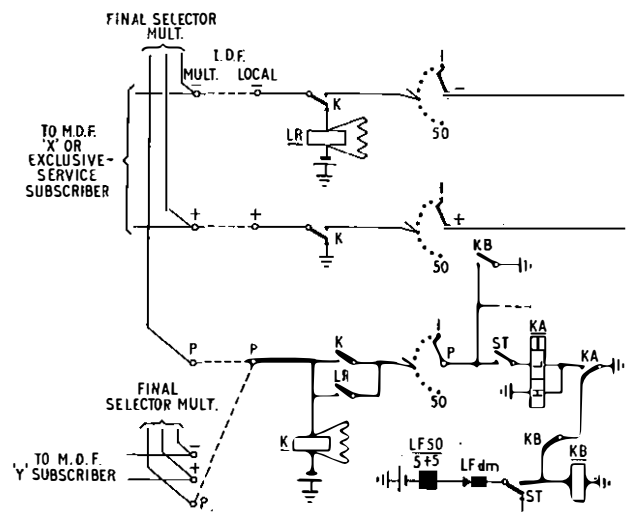 FINAL SELECTOR
MULT.
I.D.F.
MULT. LOCAL
− − K 1 −
LR
50
TO M.D.F.
'X' OR
EXCLUSIVE-
SERVICE
SUBSCRIBER
+ + K 1 +
50
KB
P P K 1 P ST KA KA
LR
50
L
H
FINAL
SELECTOR MULT.
K
−
TO M.D.F.
'Y' SUBSCRIBER
+
P
LF50
5+5
LFdm
ST
KB
KB